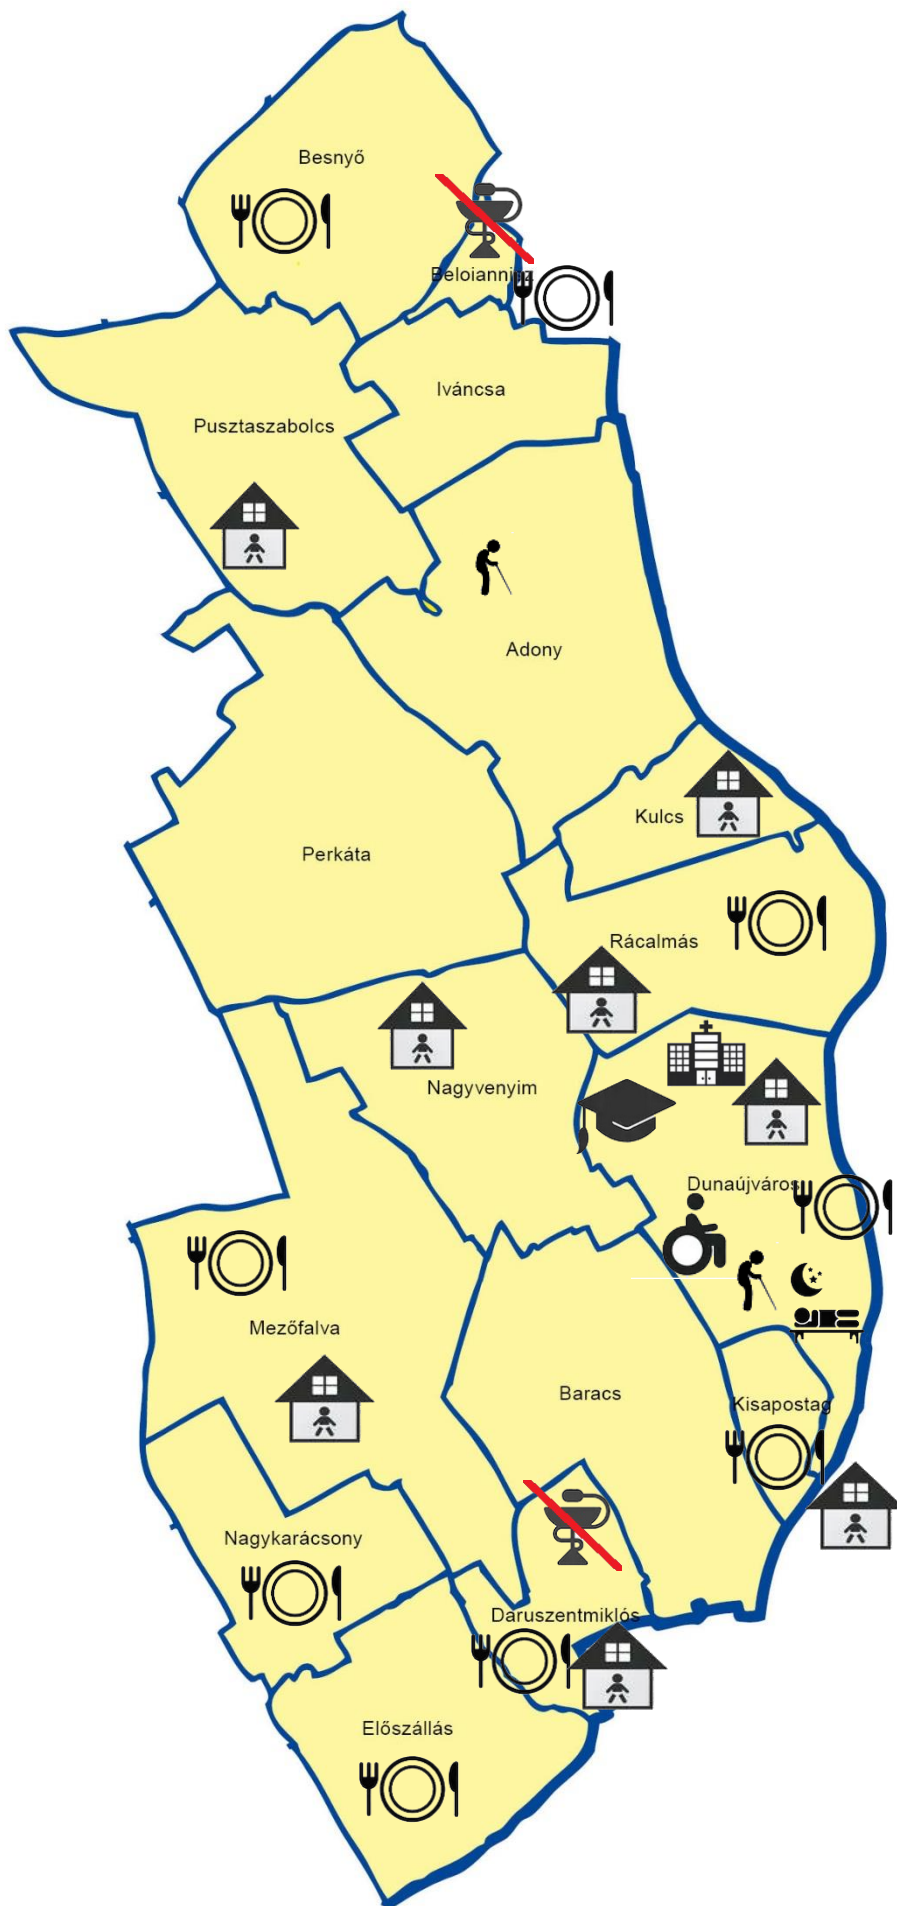 Besnyő
Beloiannisz
Iváncsa
Pusztaszabolcs
Adony
Kulcs
Perkáta
Rácalmás
Nagyvenyim
Dunaújváros
Mezőfalva
Baracs
Kisapostag
Nagykarácsony
Daruszentmiklós
Előszállás